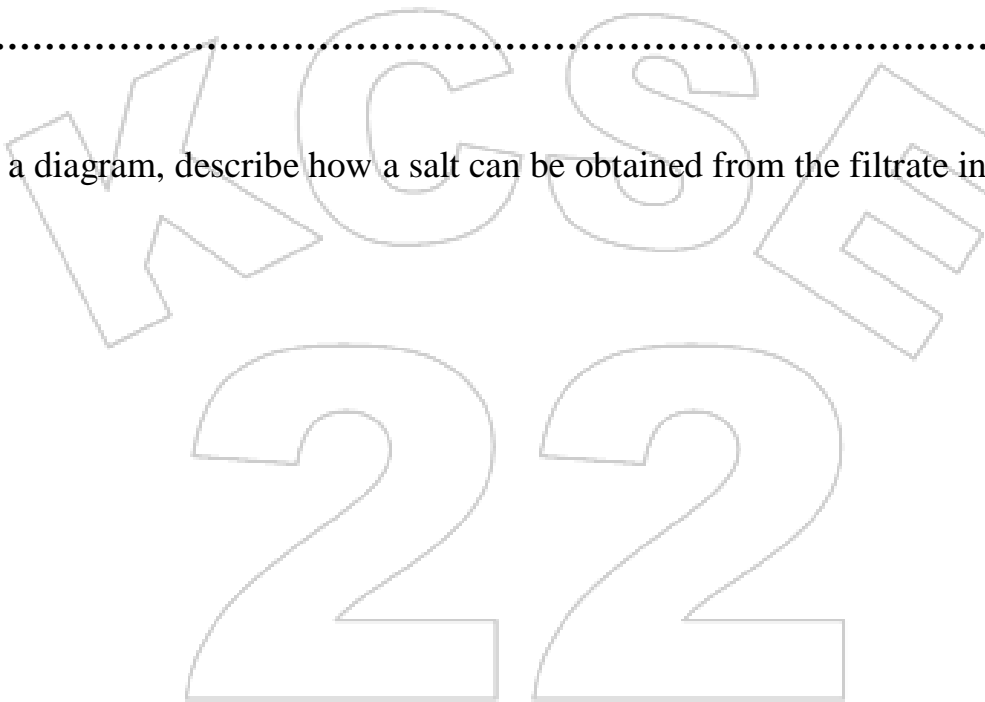 ..........................................................................
a diagram, describe how a salt can be obtained from the filtrate in
KCSE
22